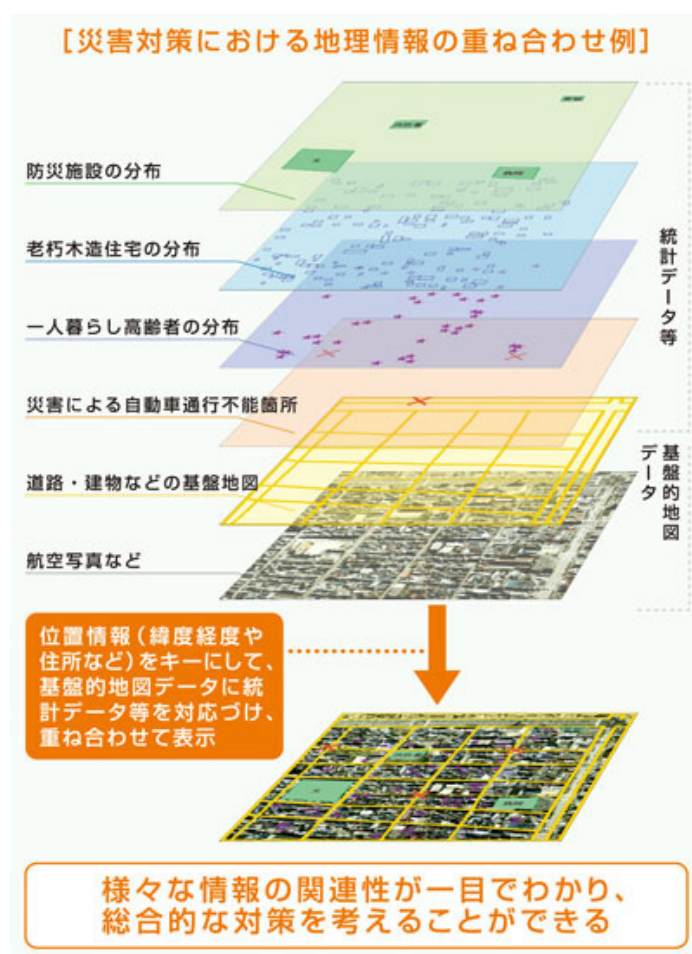 [災害対策における地理情報の重ね合わせ例]
防災施設の分布
老朽木造住宅の分布
一人暮らし高齢者の分布
災害による自動車通行不能箇所
道路・建物などの基盤地図
航空写真など
統計データ等
基盤的地図
データ
位置情報(緯度経度や
住所など)をキーにして、
基盤的地図データに統
計データ等を対応づけ、
重ね合わせて表示
様々な情報の関連性が一目でわかり、
総合的な対策を考えることができる